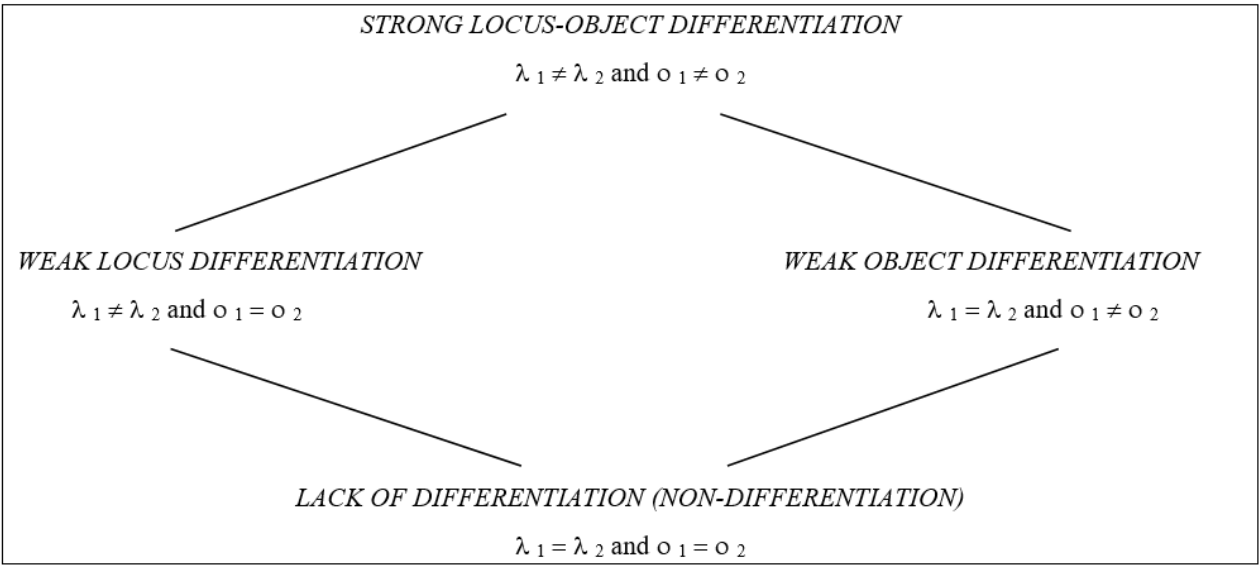 STRONG LOCUS-OBJECT DIFFERENTIATION
λ 1 ≠ λ 2 and o 1 ≠ o 2
WEAK LOCUS DIFFERENTIATION WEAK OBJECT DIFFERENTIATION
λ 1 ≠ λ 2 and o 1 = o 2 λ 1 = λ 2 and o 1 ≠ o 2
LACK OF DIFFERENTIATION (NON-DIFFERENTIATION)
λ 1 = λ 2 and o 1 = o 2